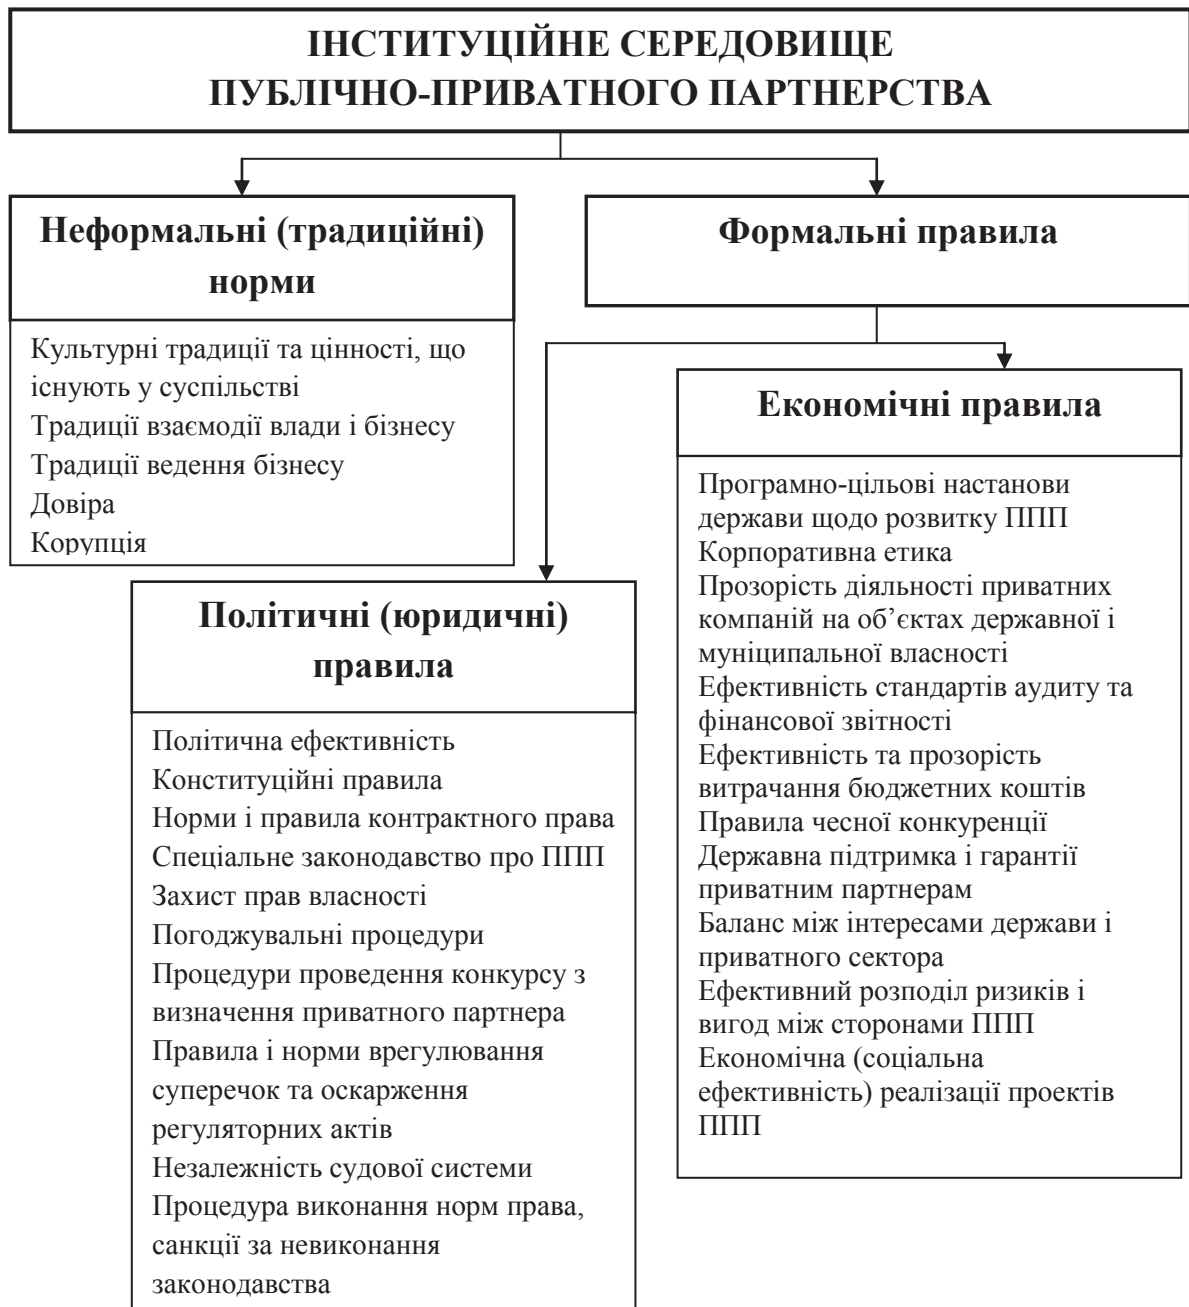 ІНСТИТУЦІЙНЕ СЕРЕДОВИЩЕ
ПУБЛІЧНО-ПРИВАТНОГО ПАРТНЕРСТВА
Неформальні (традиційні)
норми
Культурні традиції та цінності, що
існують у суспільстві
Традиції взаємодії влади і бізнесу
Традиції ведення бізнесу
Довіра
Корупція
Формальні правила
Політичні (юридичні)
правила
Політична ефективність
Конституційні правила
Норми і правила контрактного права
Спеціальне законодавство про ППП
Захист прав власності
Погоджувальні процедури
Процедури проведення конкурсу з
визначення приватного партнера
Правила і норми врегулювання
суперечок та оскарження
регуляторних актів
Незалежність судової системи
Процедура виконання норм права,
санкції за невиконання
законодавства
Економічні правила
Програмно-цільові настанови
держави щодо розвитку ППП
Корпоративна етика
Прозорість діяльності приватних
компаній на об’єктах державної і
муніципальної власності
Ефективність стандартів аудиту та
фінансової звітності
Ефективність та прозорість
витрачання бюджетних коштів
Правила чесної конкуренції
Державна підтримка і гарантії
приватним партнерам
Баланс між інтересами держави і
приватного сектора
Ефективний розподіл ризиків і
вигод між сторонами ППП
Економічна (соціальна
ефективність) реалізації проектів
ППП